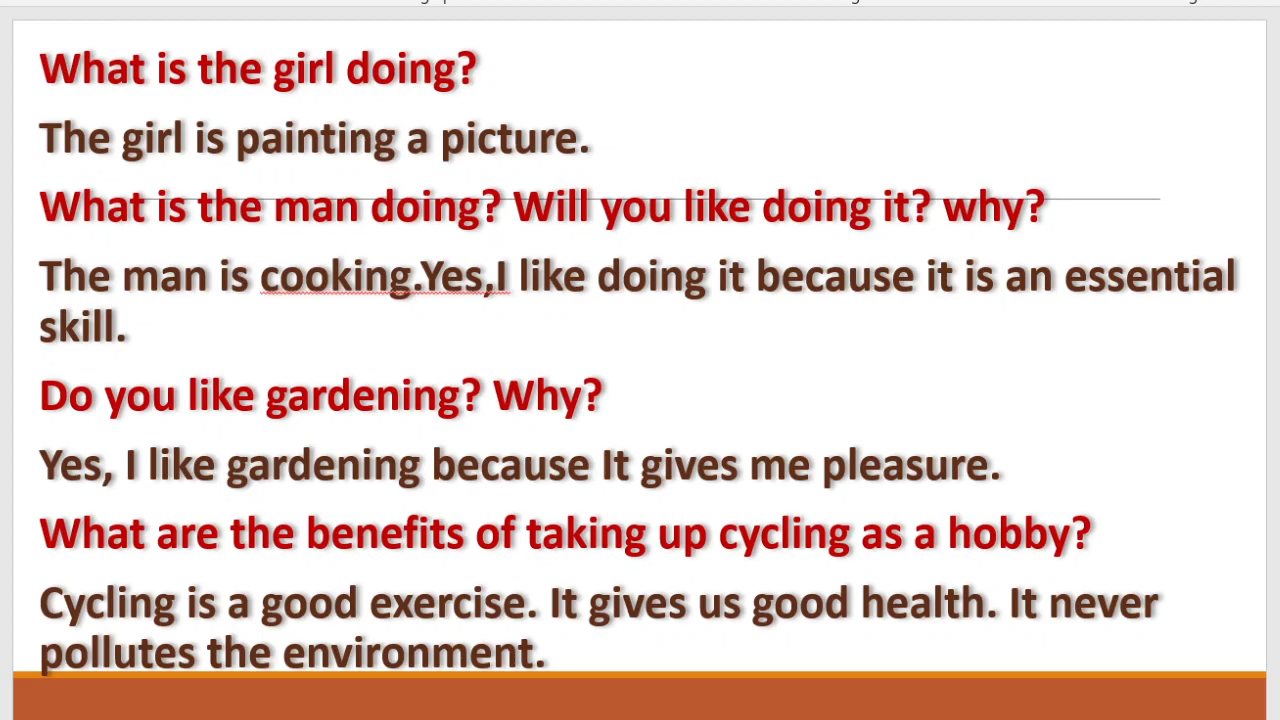 What is the girl doing?
The girl is painting a picture.
What is the man doing? Will you like doing it? why?
The man is cooking.Yes,I like doing it because it is an essential
skill.
Do you like gardening? Why?
Yes, I like gardening because It gives me pleasure.
What are the benefits of taking up cycling as a hobby?
Cycling is a good exercise. It gives us good health. It never
pollutes the environment.